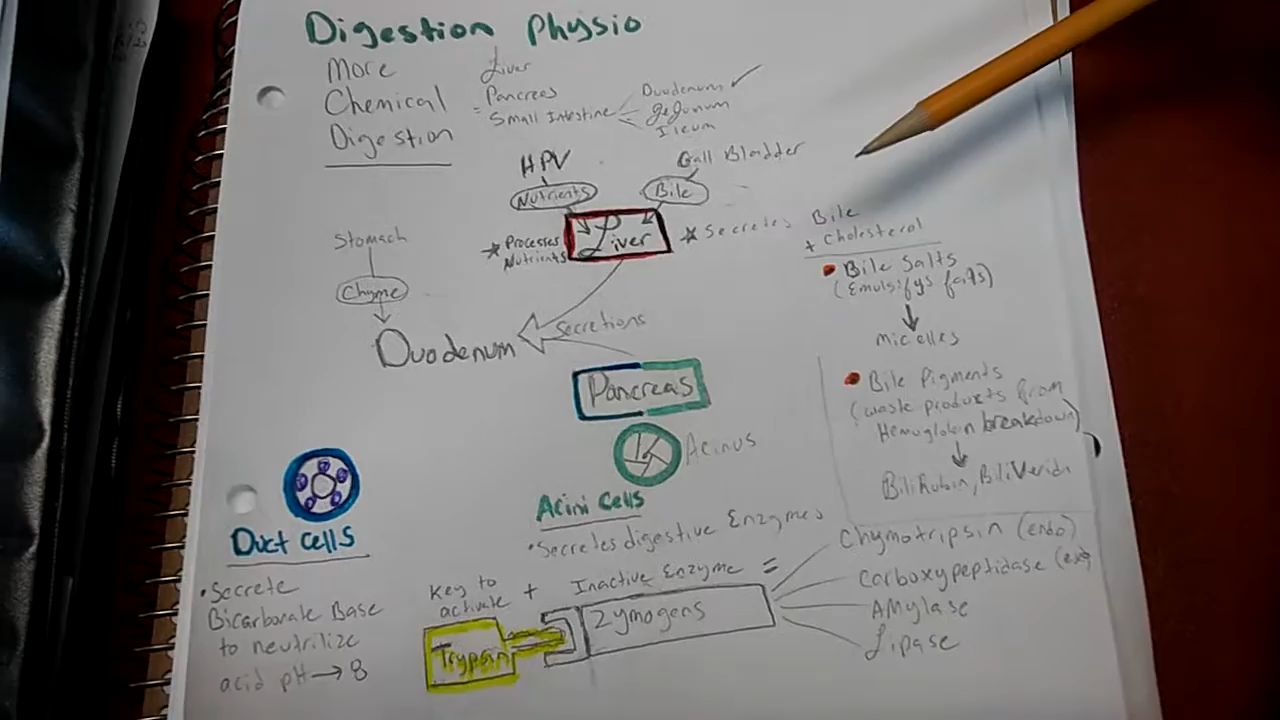 Digestion Physio
More
Chemical
Digestion
Liver
Pancreas
Small Intestine
Duodenum ✓
Jejunum
Ileum
HPV
Nutrients
Gall Bladder
Bile
Liver
★ Processes
Nutrients
★ Secretes
Bile
+ Cholesterol
Bile Salts
(Emulsifys fats)
micelles
Bile Pigments
(waste products from
Hemoglobin breakdown)
BiliRubin, BiliVeridin
Stomach
Chyme
Duodenum
Secretions
Pancreas
Acinus
Acini Cells
• Secretes digestive Enzymes
Duct Cells
• Secrete
Bicarbonate Base
to neutrilize
acid pH → 8
Key to
activate
+ Inactive Enzyme =
Trypsin
Zymogens
Chymotripsin (endo)
Carboxypeptidase (exo)
AMylase
Lipase